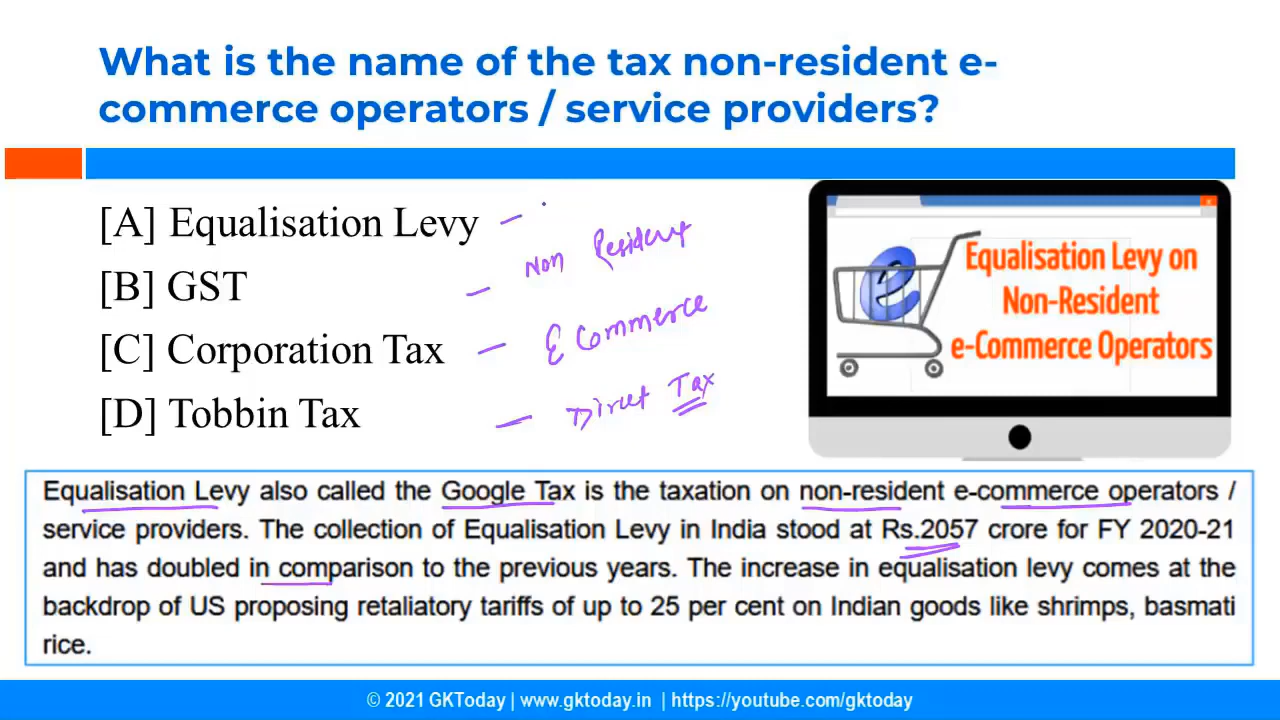 What is the name of the tax non-resident e-
commerce operators / service providers?
[A] Equalisation Levy
[B] GST
[C] Corporation Tax
[D] Tobbin Tax
Non Resident
E Commerce
Direct Tax
e
Equalisation Levy on
Non-Resident
e-Commerce Operators
Equalisation Levy also called the Google Tax is the taxation on non-resident e-commerce operators /
service providers. The collection of Equalisation Levy in India stood at Rs.2057 crore for FY 2020-21
and has doubled in comparison to the previous years. The increase in equalisation levy comes at the
backdrop of US proposing retaliatory tariffs of up to 25 per cent on Indian goods like shrimps, basmati
rice.
© 2021 GKToday | www.gktoday.in | https://youtube.com/gktoday